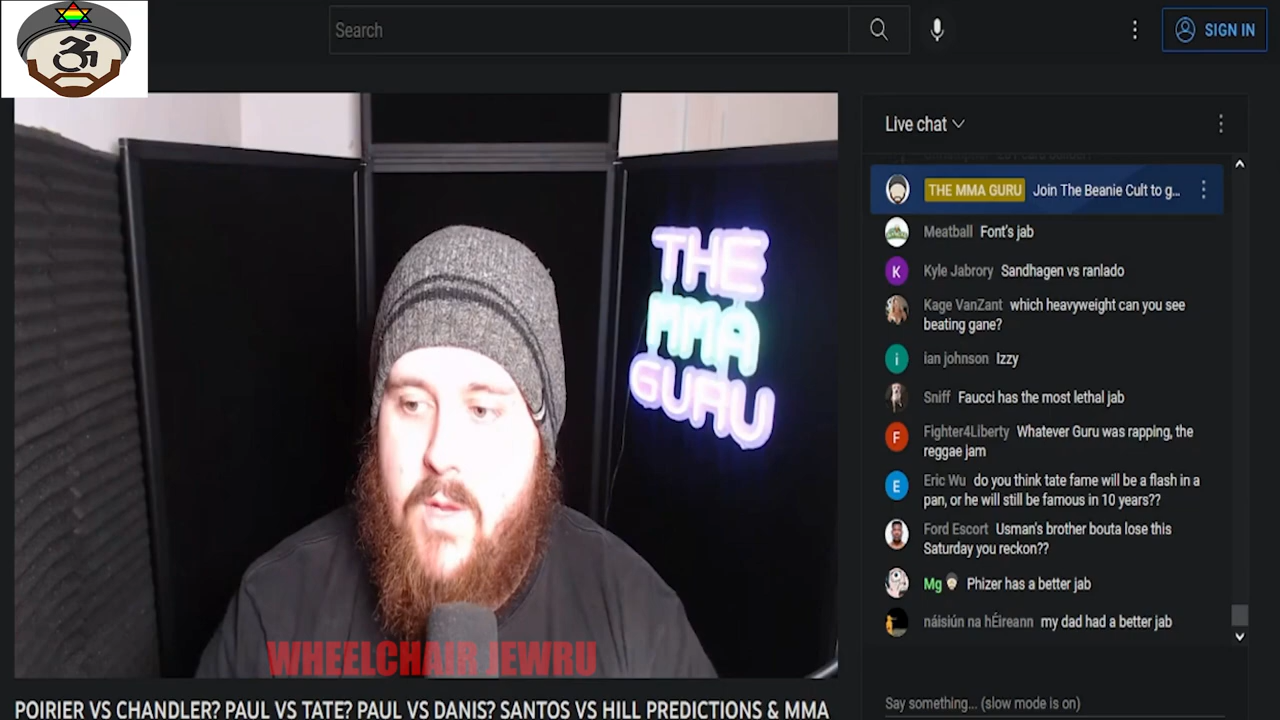 Search
SIGN IN
Live chat
THE MMA GURU Join The Beanie Cult to g...
Meatball Font's jab
Kyle Jabrory Sandhagen vs ranlado
Kage VanZant which heavyweight can you see
beating gane?
ian johnson Izzy
Sniff Faucci has the most lethal jab
Fighter4Liberty Whatever Guru was rapping, the
reggae jam
Eric Wu do you think tate fame will be a flash in a
pan, or he will still be famous in 10 years??
Ford Escort Usman's brother bouta lose this
Saturday you reckon??
Mg Phizer has a better jab
náisiún na hÉireann my dad had a better jab
Say something... (slow mode is on)
THE
MMA
GURU
WHEELCHAIR JEWRU
POIRIER VS CHANDLER? PAUL VS TATE? PAUL VS DANIS? SANTOS VS HILL PREDICTIONS & MMA